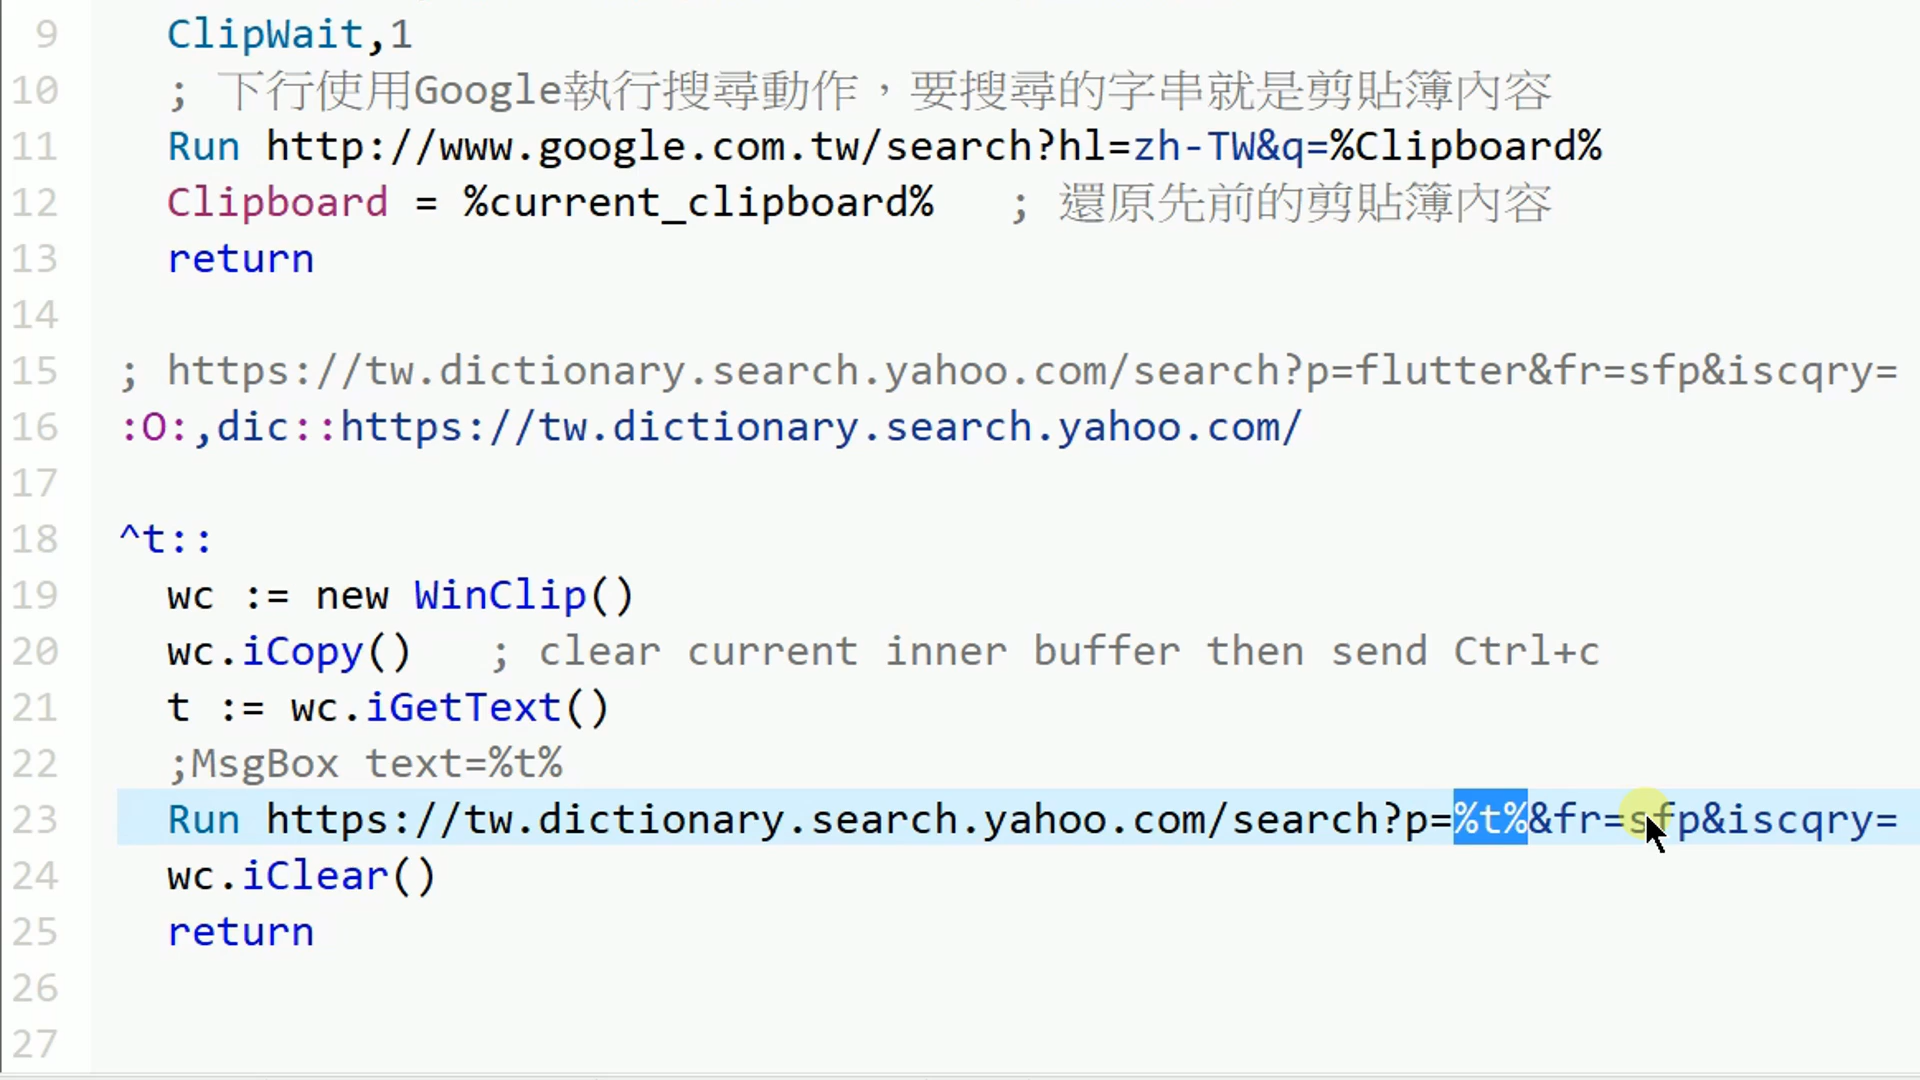 9 ClipWait,1
10 ; 下行使用Google執行搜尋動作，要搜尋的字串就是剪貼簿內容
11 Run http://www.google.com.tw/search?hl=zh-TW&q=%Clipboard%
12 Clipboard = %current_clipboard% ; 還原先前的剪貼簿內容
13 return
14
15 ; https://tw.dictionary.search.yahoo.com/search?p=flutter&fr=sfp&iscqry=
16 :O:,dic::https://tw.dictionary.search.yahoo.com/
17
18 ^t::
19 wc := new WinClip()
20 wc.iCopy() ; clear current inner buffer then send Ctrl+c
21 t := wc.iGetText()
22 ;MsgBox text=%t%
23 Run https://tw.dictionary.search.yahoo.com/search?p=%t%&fr=sfp&iscqry=
24 wc.iClear()
25 return
26
27